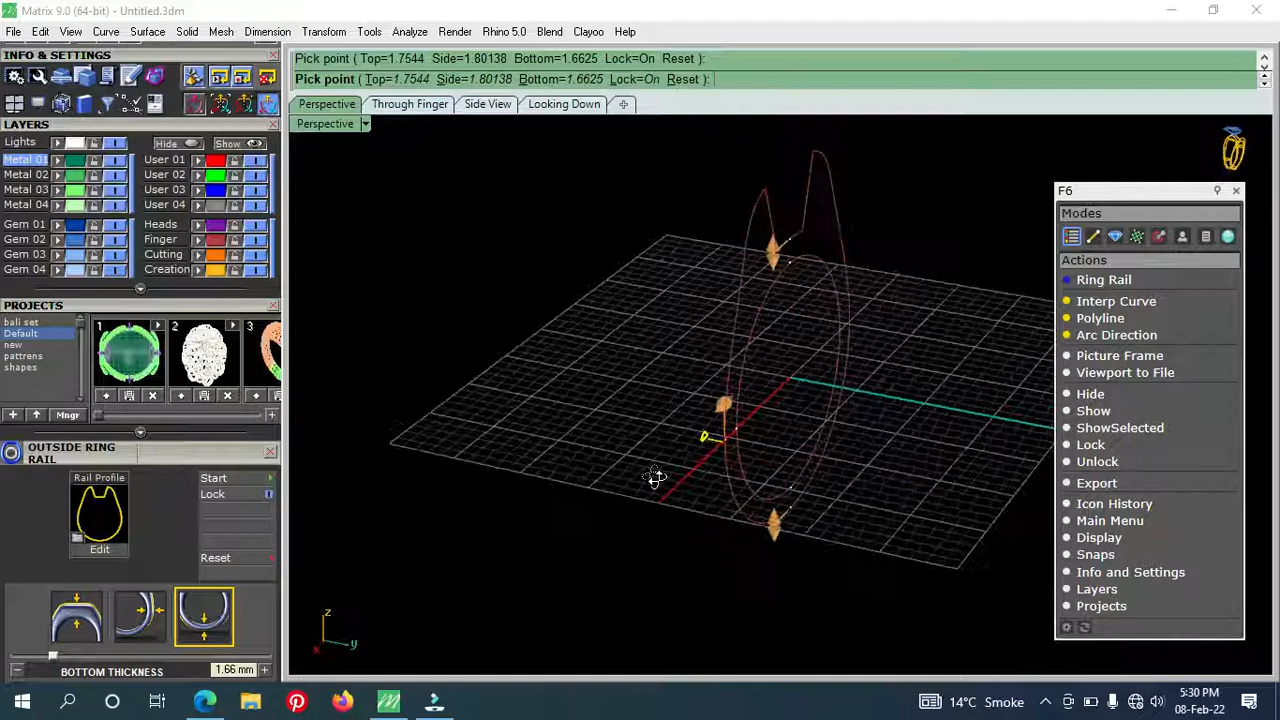 Matrix 9.0 (64-bit) - Untitled.3dm
File Edit View Curve Surface Solid Mesh Dimension Transform Tools Analyze Render Rhino 5.0 Blend Clayoo Help
INFO & SETTINGS
Pick point ( Top=1.7544 Side=1.80138 Bottom=1.6625 Lock=On Reset ):
Pick point ( Top=1.7544 Side=1.80138 Bottom=1.6625 Lock=On Reset ):
Perspective Through Finger Side View Looking Down
Perspective
LAYERS
Lights Hide Show
Metal 01 User 01
Metal 02 User 02
Metal 03 User 03
Metal 04 User 04
Gem 01 Heads
Gem 02 Finger
Gem 03 Cutting
Gem 04 Creation
PROJECTS
bali set
Default
new
pattrens
shapes
1 2 3
Mngr
OUTSIDE RING RAIL
Rail Profile
Edit
Start
Lock
Reset
BOTTOM THICKNESS 1.66 mm
F6
Modes
Actions
Ring Rail
Interp Curve
Polyline
Arc Direction
Picture Frame
Viewport to File
Hide
Show
ShowSelected
Lock
Unlock
Export
Icon History
Main Menu
Display
Snaps
Info and Settings
Layers
Projects
z
x
y
14°C Smoke
5:30 PM
08-Feb-22